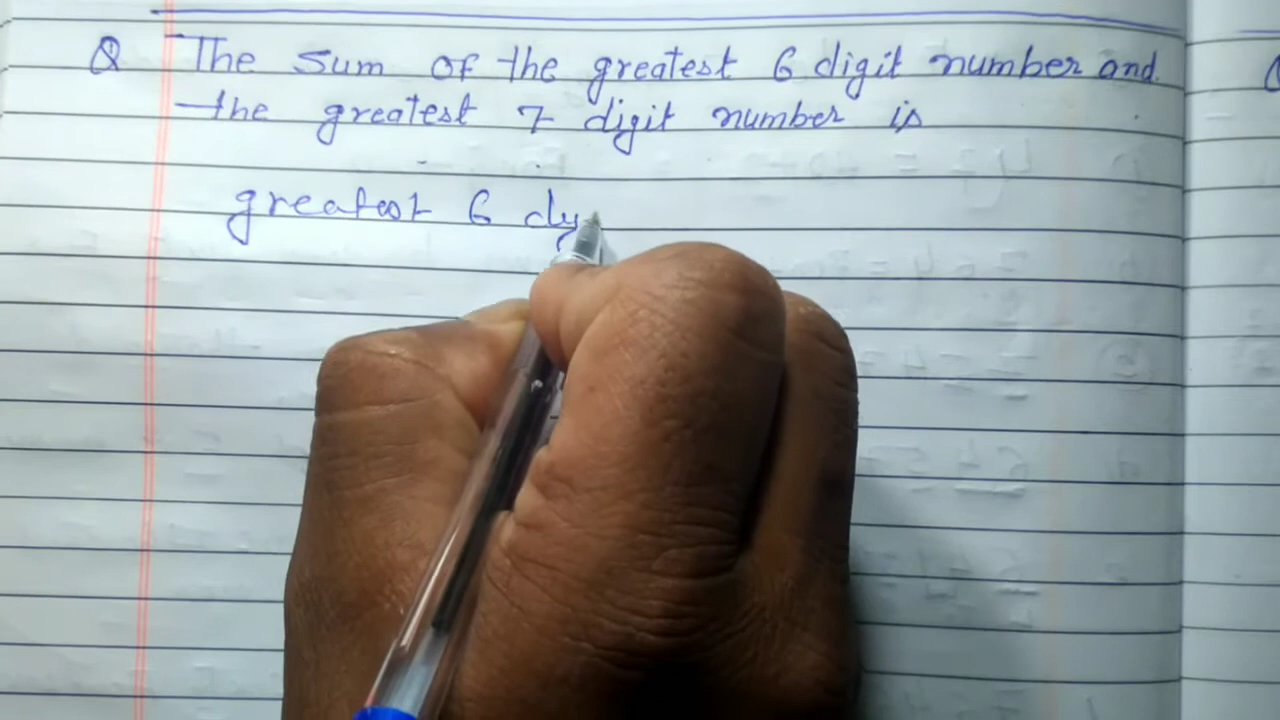 Q The sum of the greatest 6 digit number and
the greatest 7 digit number is
greatest 6